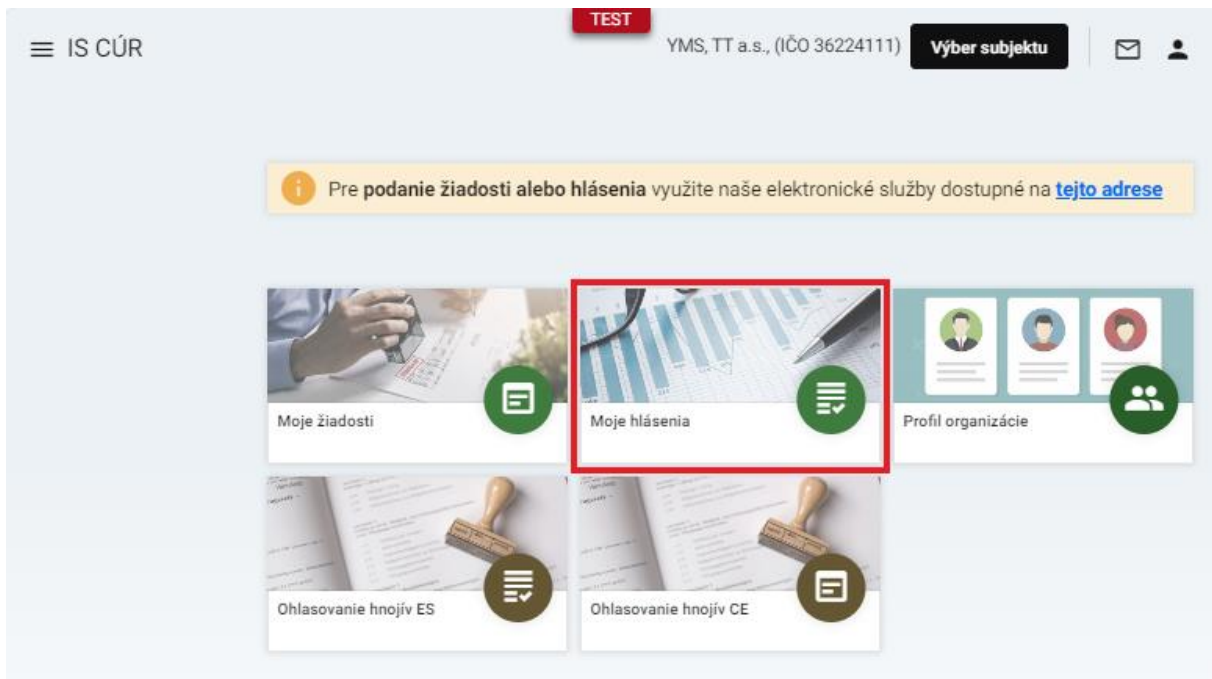 TEST
IS CÚR
YMS, TT a.s., (IČO 36224111)
Výber subjektu
Pre podanie žiadosti alebo hlásenia využite naše elektronické služby dostupné na tejto adrese
Moje žiadosti
Moje hlásenia
Profil organizácie
Ohlasovanie hnojív ES
Ohlasovanie hnojív CE